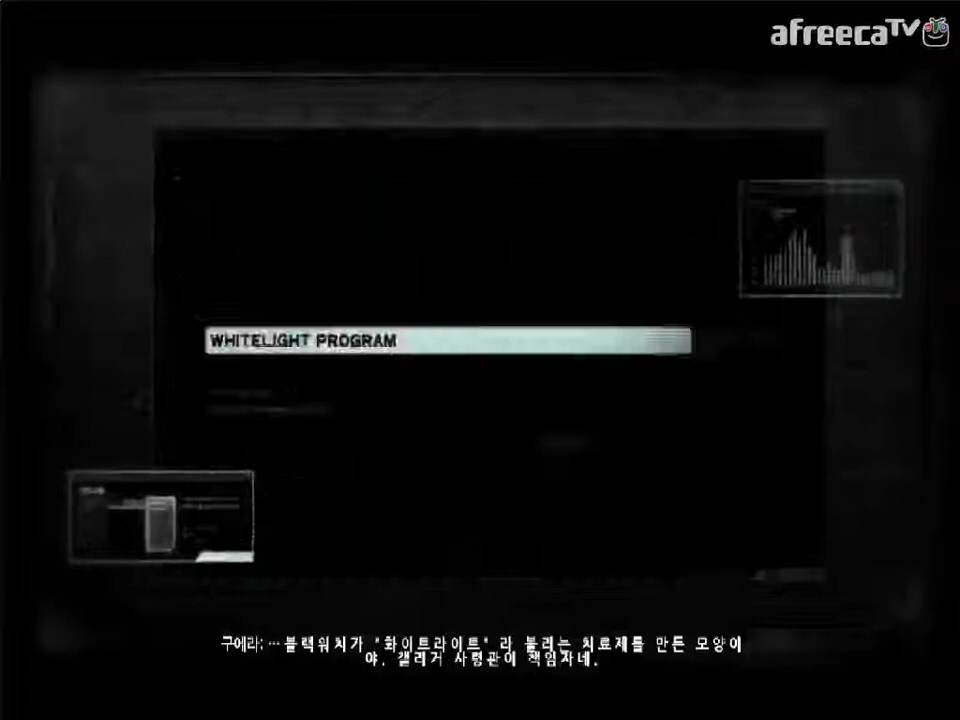 afreecaTV
WHITELIGHT PROGRAM
구에라:…블랙워치가 "화이트라이트" 라 불리는 치료제를 만든 모양이
야. 갤리거 사령관이 책임자네.